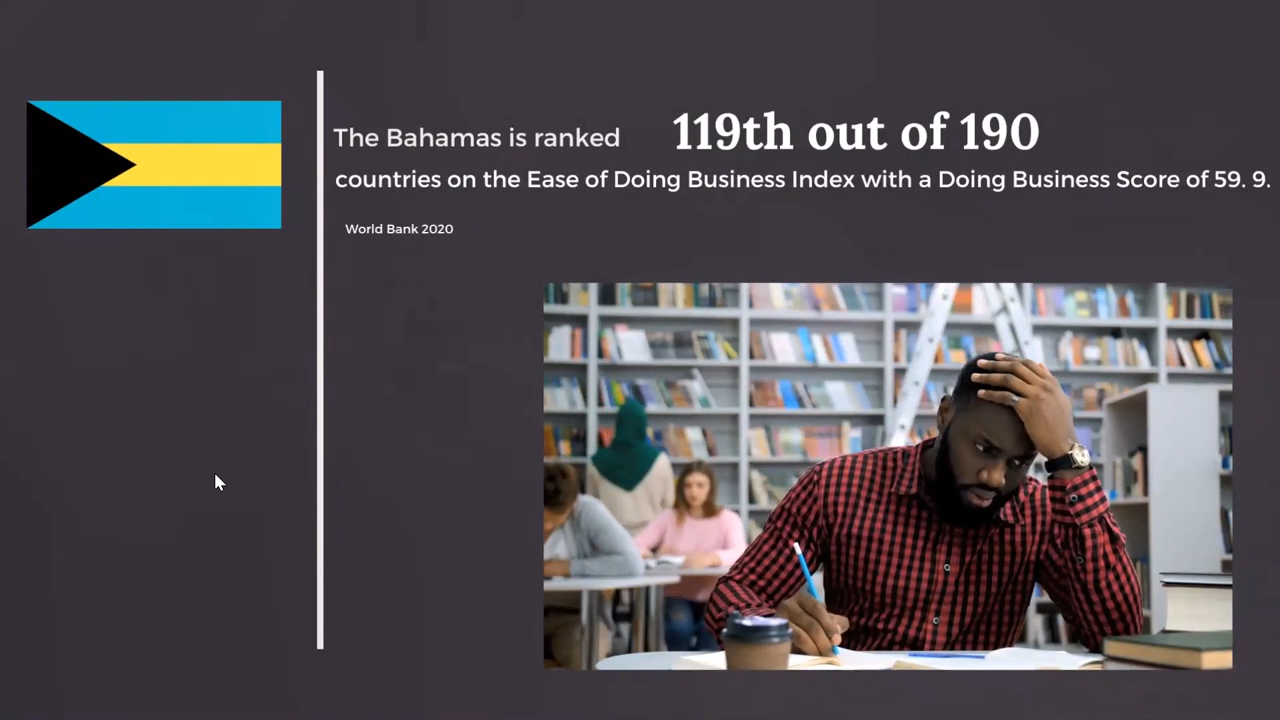 The Bahamas is ranked 119th out of 190
countries on the Ease of Doing Business Index with a Doing Business Score of 59. 9.
World Bank 2020